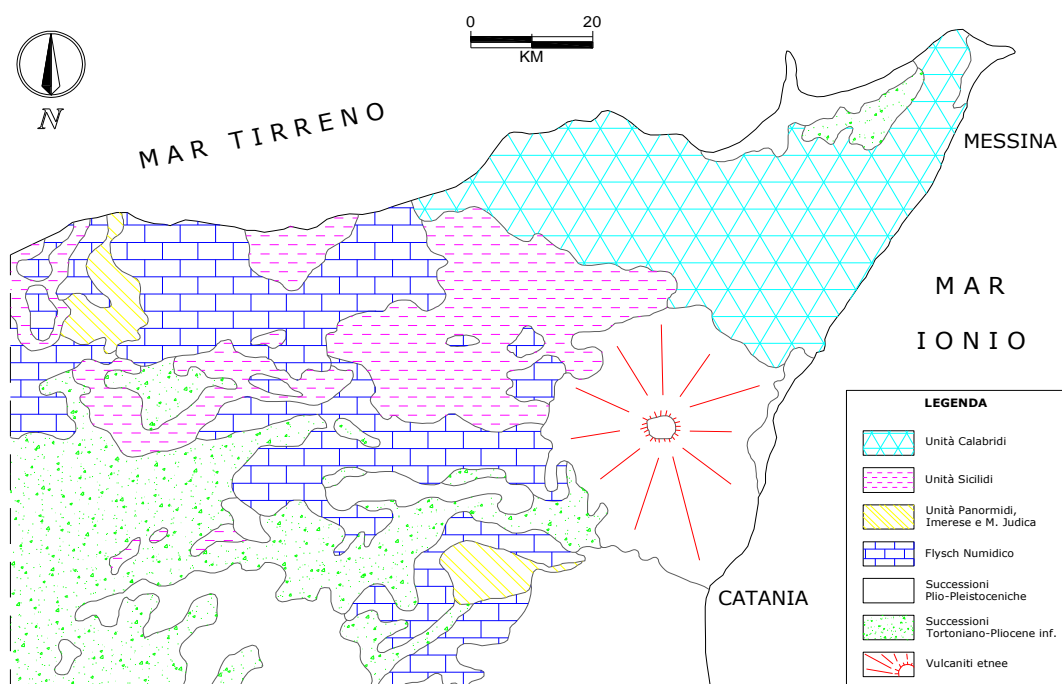 0 20
KM
N
MAR TIRRENO
MESSINA
MAR
IONIO
CATANIA
LEGENDA
Unità Calabridi
Unità Sicilidi
Unità Panormidi,
Imerese e M. Judica
Flysch Numidico
Successioni
Plio-Pleistoceniche
Successioni
Tortoniano-Pliocene inf.
Vulcaniti etnee